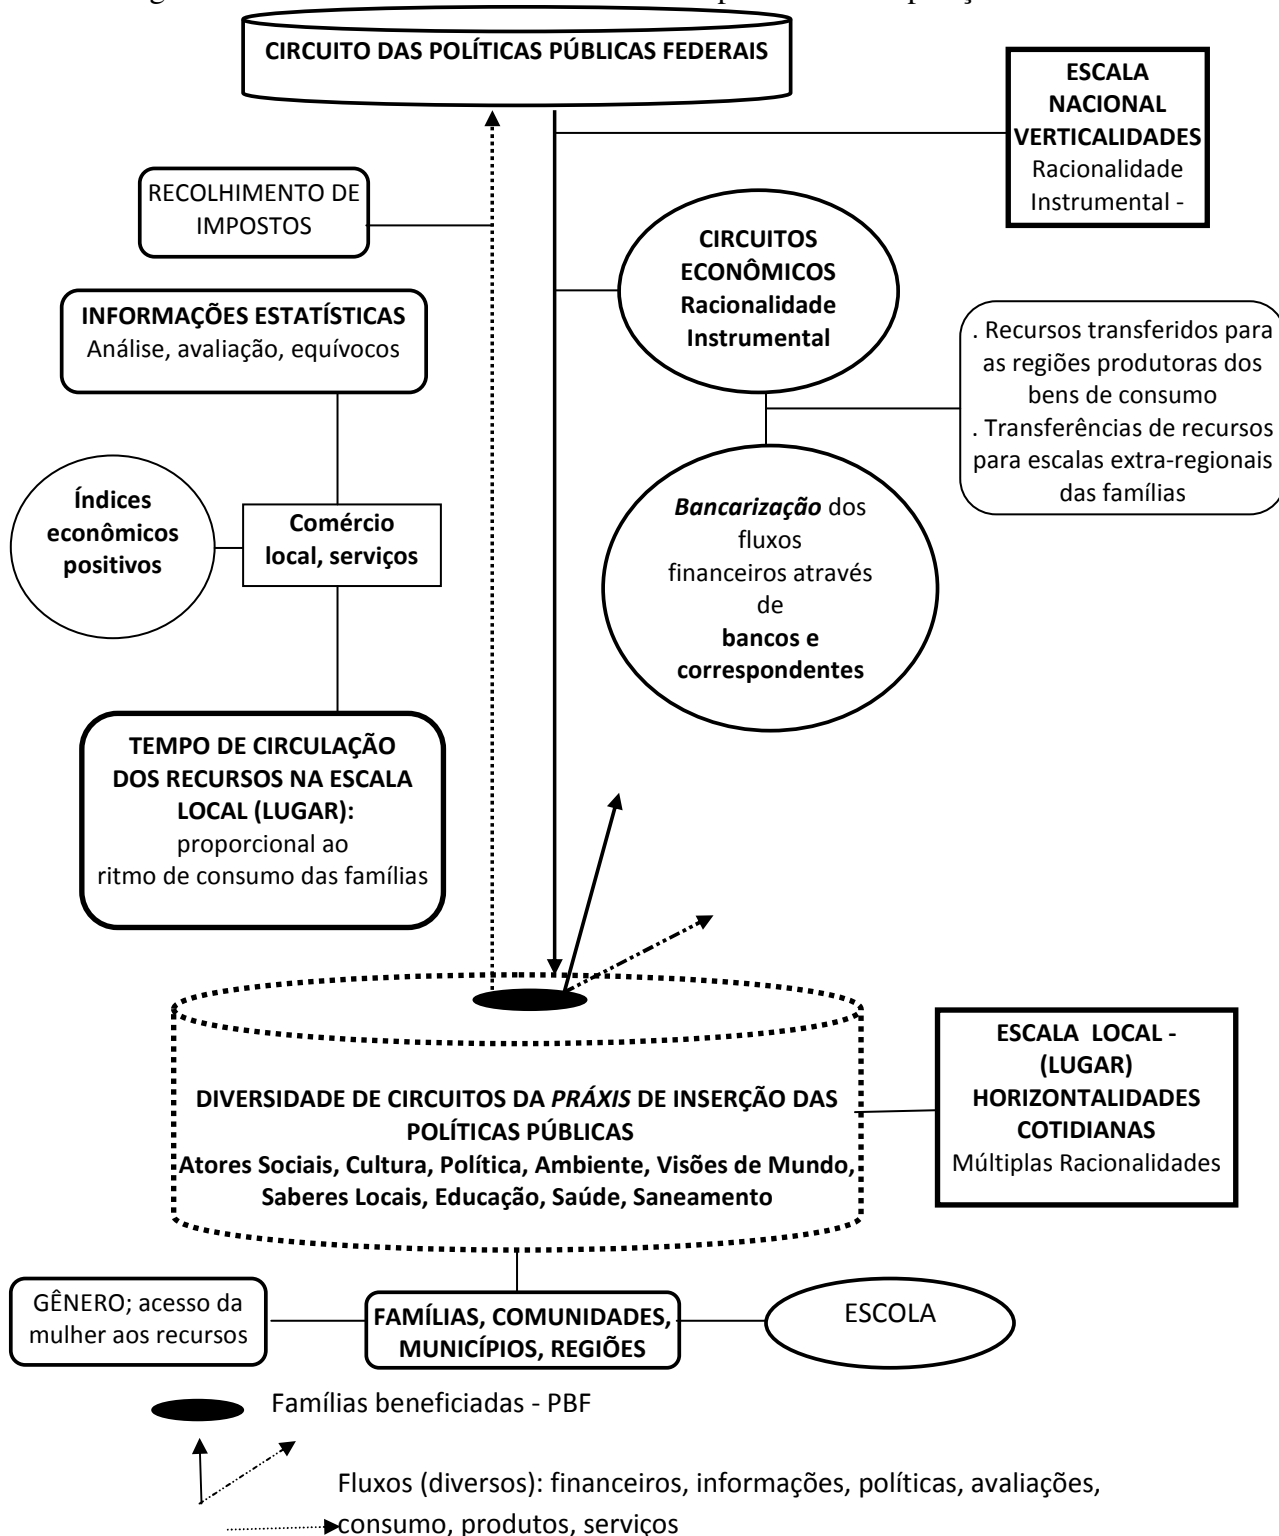 CIRCUITO DAS POLÍTICAS PÚBLICAS FEDERAIS
ESCALA
NACIONAL
VERTICALIDADES
Racionalidade
Instrumental -
RECOLHIMENTO DE
IMPOSTOS
CIRCUITOS
ECONÔMICOS
Racionalidade
Instrumental
INFORMAÇÕES ESTATÍSTICAS
Análise, avaliação, equívocos
. Recursos transferidos para
as regiões produtoras dos
bens de consumo
. Transferências de recursos
para escalas extra-regionais
das famílias
Índices
econômicos
positivos
Comércio
local, serviços
Bancarização dos
fluxos
financeiros através
de
bancos e
correspondentes
TEMPO DE CIRCULAÇÃO
DOS RECURSOS NA ESCALA
LOCAL (LUGAR):
proporcional ao
ritmo de consumo das famílias
DIVERSIDADE DE CIRCUITOS DA PRÁXIS DE INSERÇÃO DAS
POLÍTICAS PÚBLICAS
Atores Sociais, Cultura, Política, Ambiente, Visões de Mundo,
Saberes Locais, Educação, Saúde, Saneamento
ESCALA LOCAL -
(LUGAR)
HORIZONTALIDADES
COTIDIANAS
Múltiplas Racionalidades
GÊNERO; acesso da
mulher aos recursos
FAMÍLIAS, COMUNIDADES,
MUNICÍPIOS, REGIÕES
ESCOLA
Famílias beneficiadas - PBF
Fluxos (diversos): financeiros, informações, políticas, avaliações,
consumo, produtos, serviços